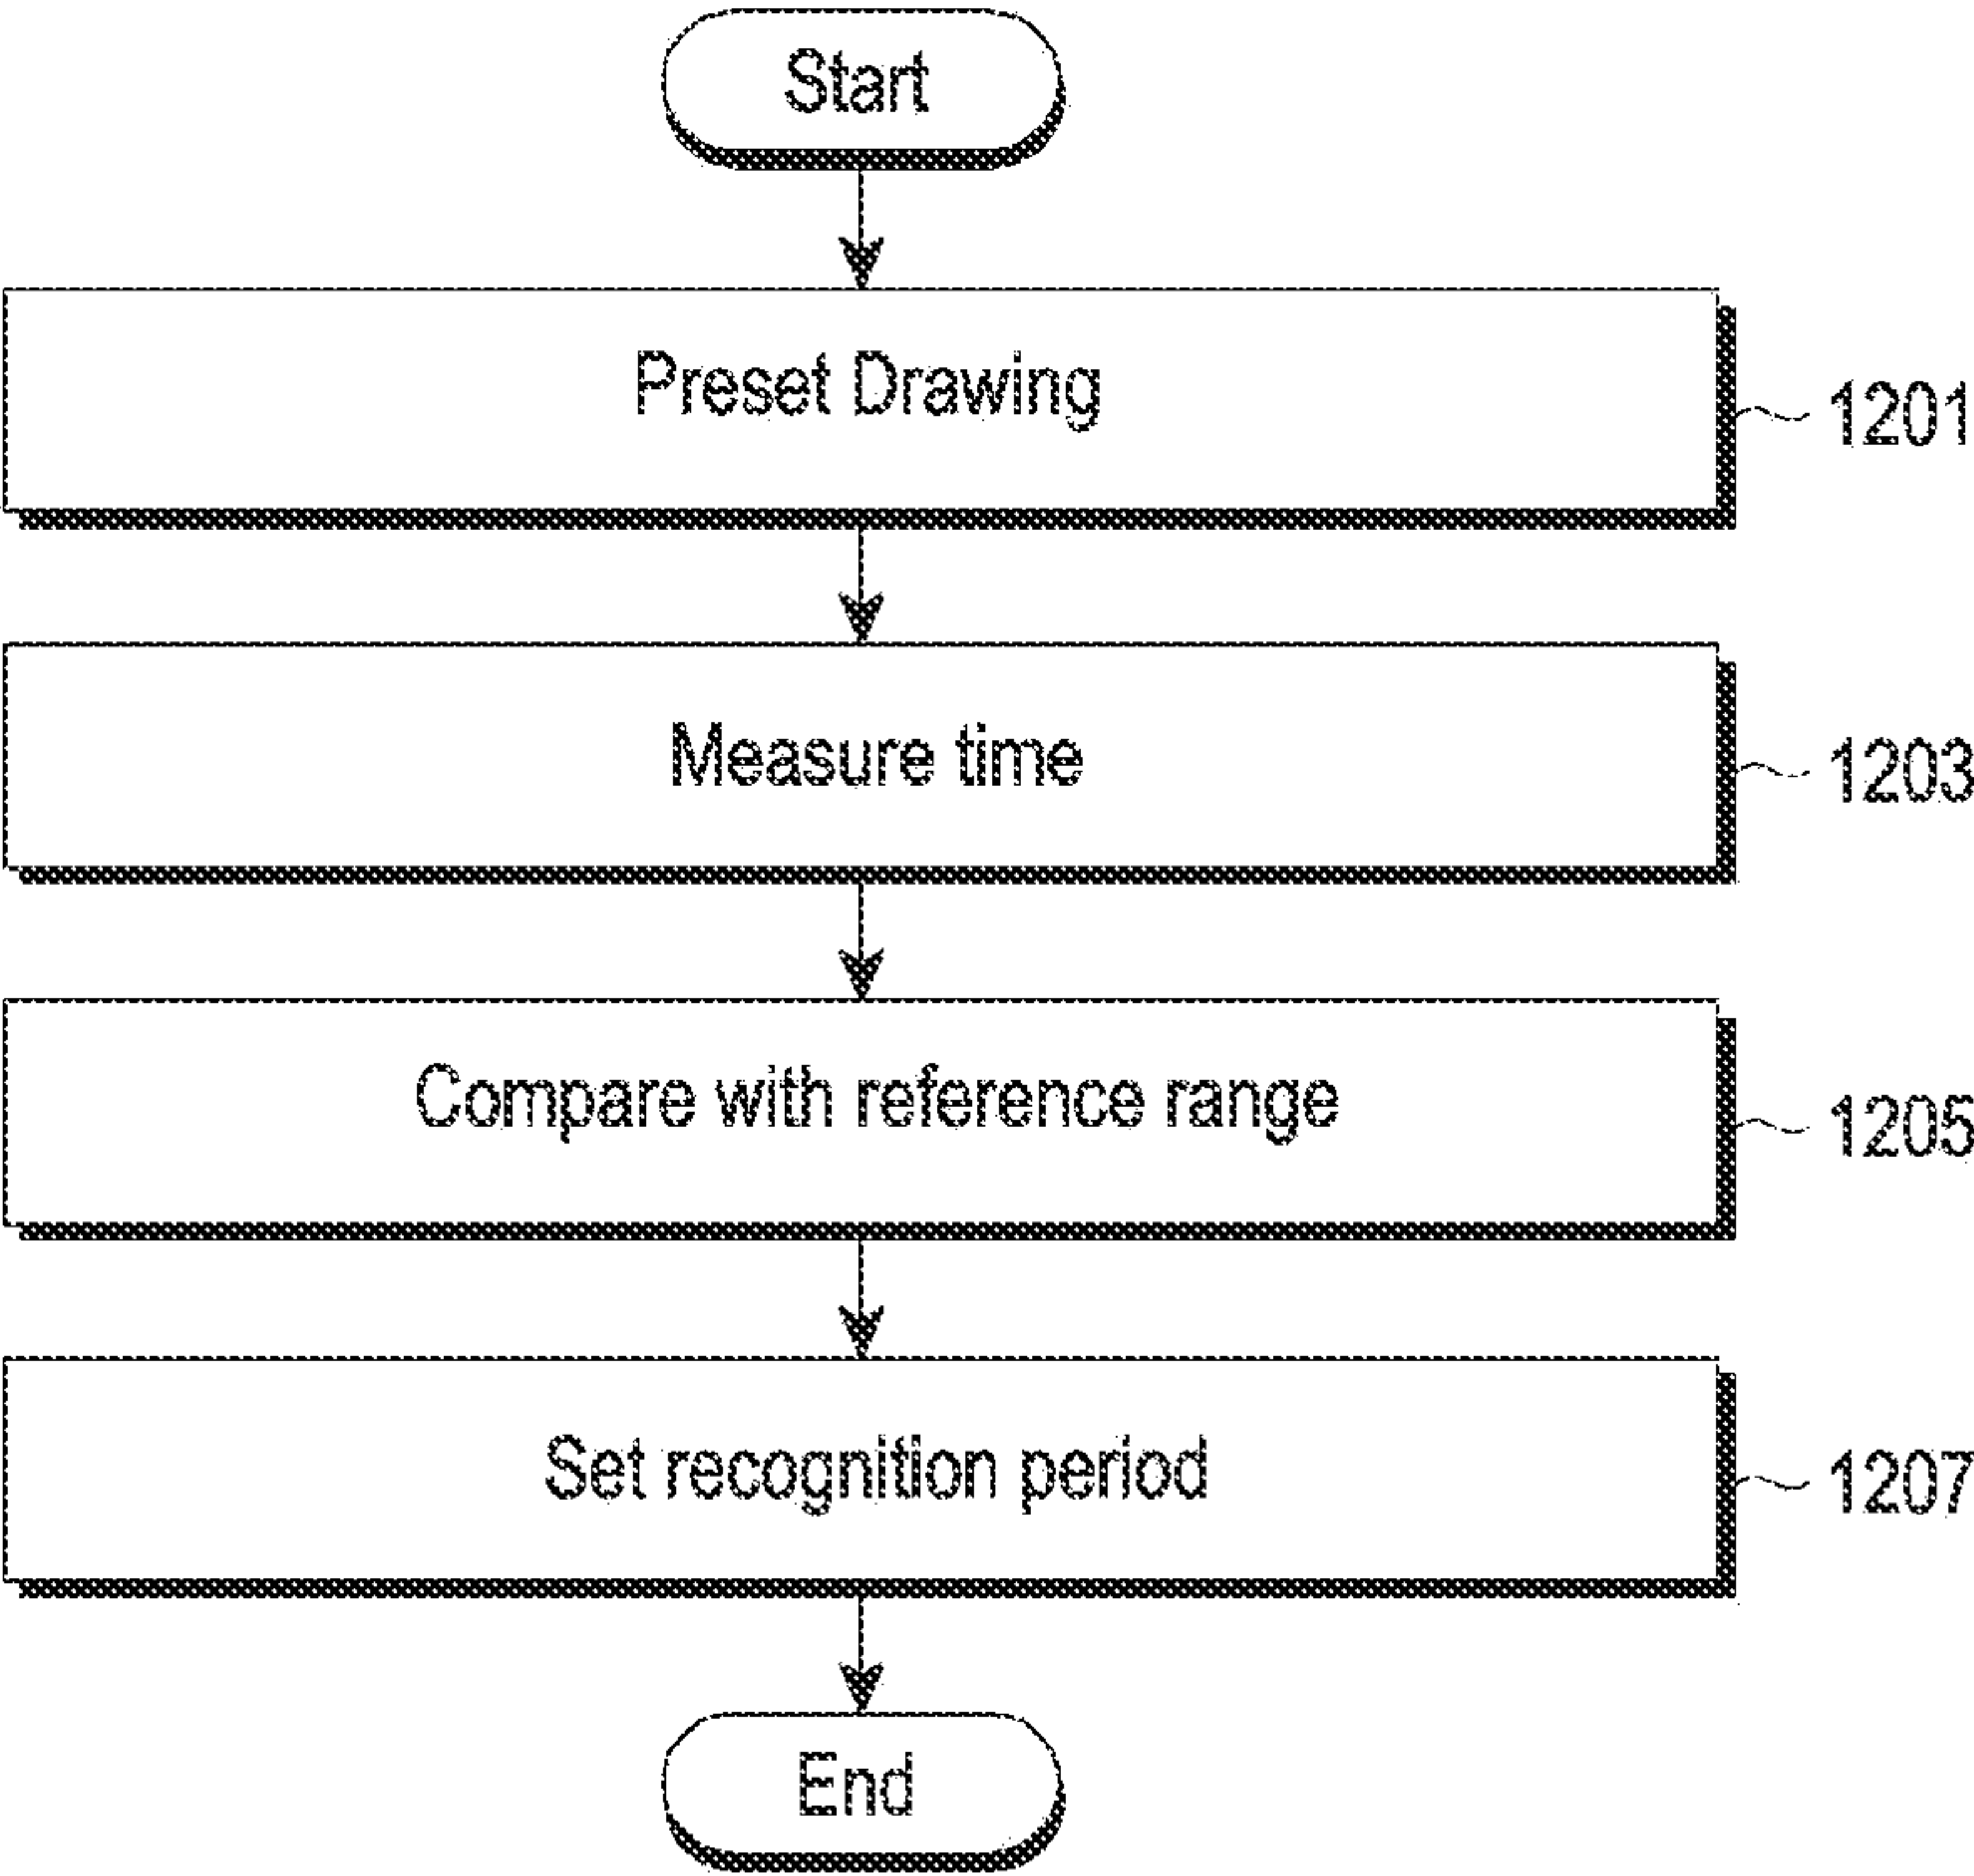 Start
Preset Drawing
1201
Measure time
1203
Compare with reference range
1205
Set recognition period
1207
End